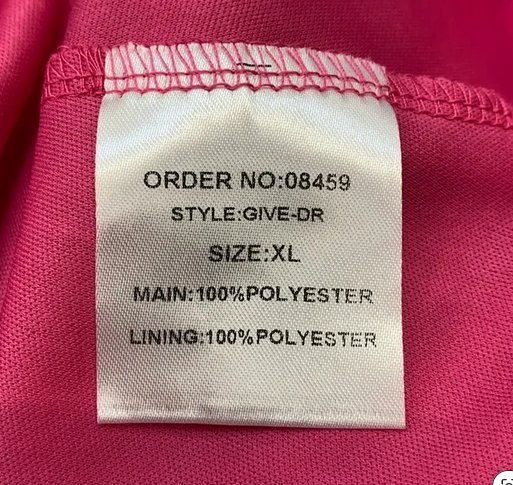 ORDER NO:08459
STYLE:GIVE-DR
SIZE:XL
MAIN:100%POLYESTER
LINING:100%POLYESTER